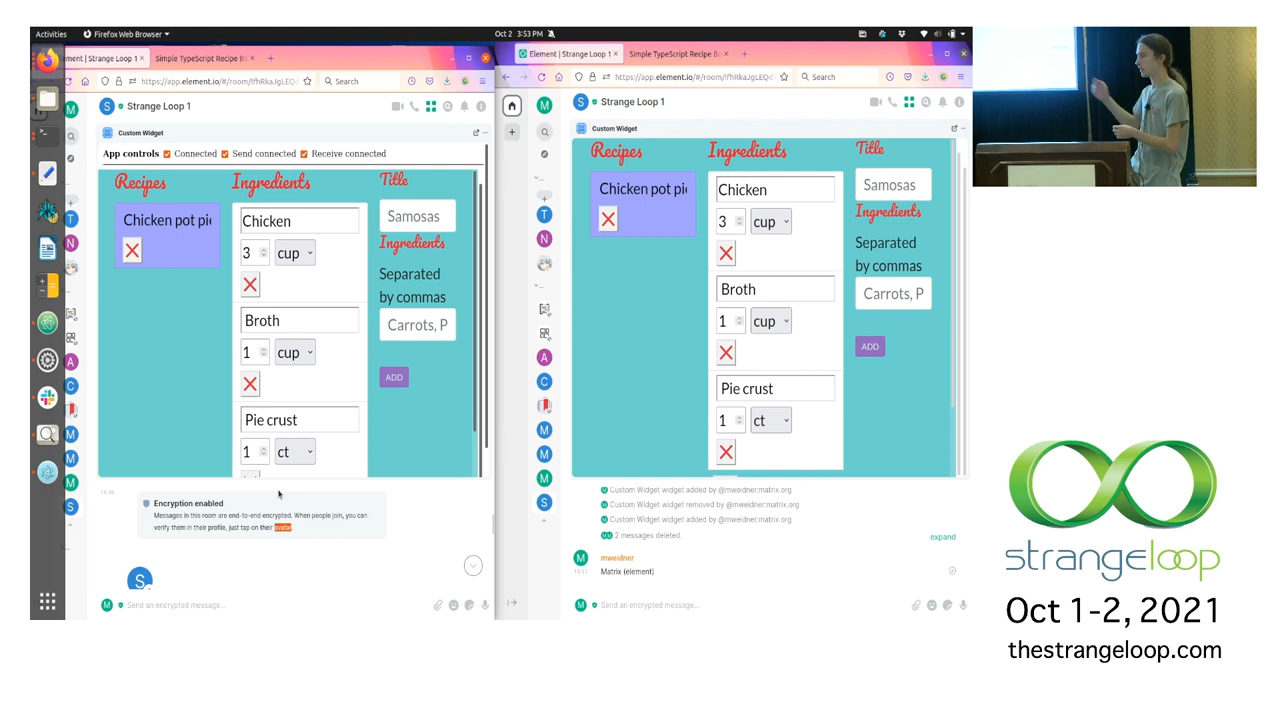 Activities
Firefox Web Browser
Oct 2 3:53 PM
ement | Strange Loop 1
Simple TypeScript Recipe Bo
Element | Strange Loop 1
Simple TypeScript Recipe Bo
https://app.element.io/#/room/!fhRkaJgLEQ
Search
https://app.element.io/#/room/!fhRkaJgLEQ
Search
S
Strange Loop 1
S
Strange Loop 1
Custom Widget
Custom Widget
App controls
Connected
Send connected
Receive connected
Recipes
Ingredients
Title
Chicken pot pi
Chicken
3
cup
Broth
1
cup
Pie crust
1
ct
Samosas
Ingredients
Separated
by commas
Carrots, P
ADD
Recipes
Ingredients
Title
Chicken pot pi
Chicken
3
cup
Broth
1
cup
Pie crust
1
ct
Samosas
Ingredients
Separated
by commas
Carrots, P
ADD
Encryption enabled
Messages in this room are end-to-end encrypted. When people join, you can
verify them in their profile, just tap on their avatar
S
M
Send an encrypted message...
Custom Widget widget added by @mweidner:matrix.org
Custom Widget widget removed by @mweidner:matrix.org
Custom Widget widget added by @mweidner:matrix.org
2 messages deleted.
expand
mweidner
Matrix (element)
M
Send an encrypted message...
strangeloop
Oct 1-2, 2021
thestrangeloop.com